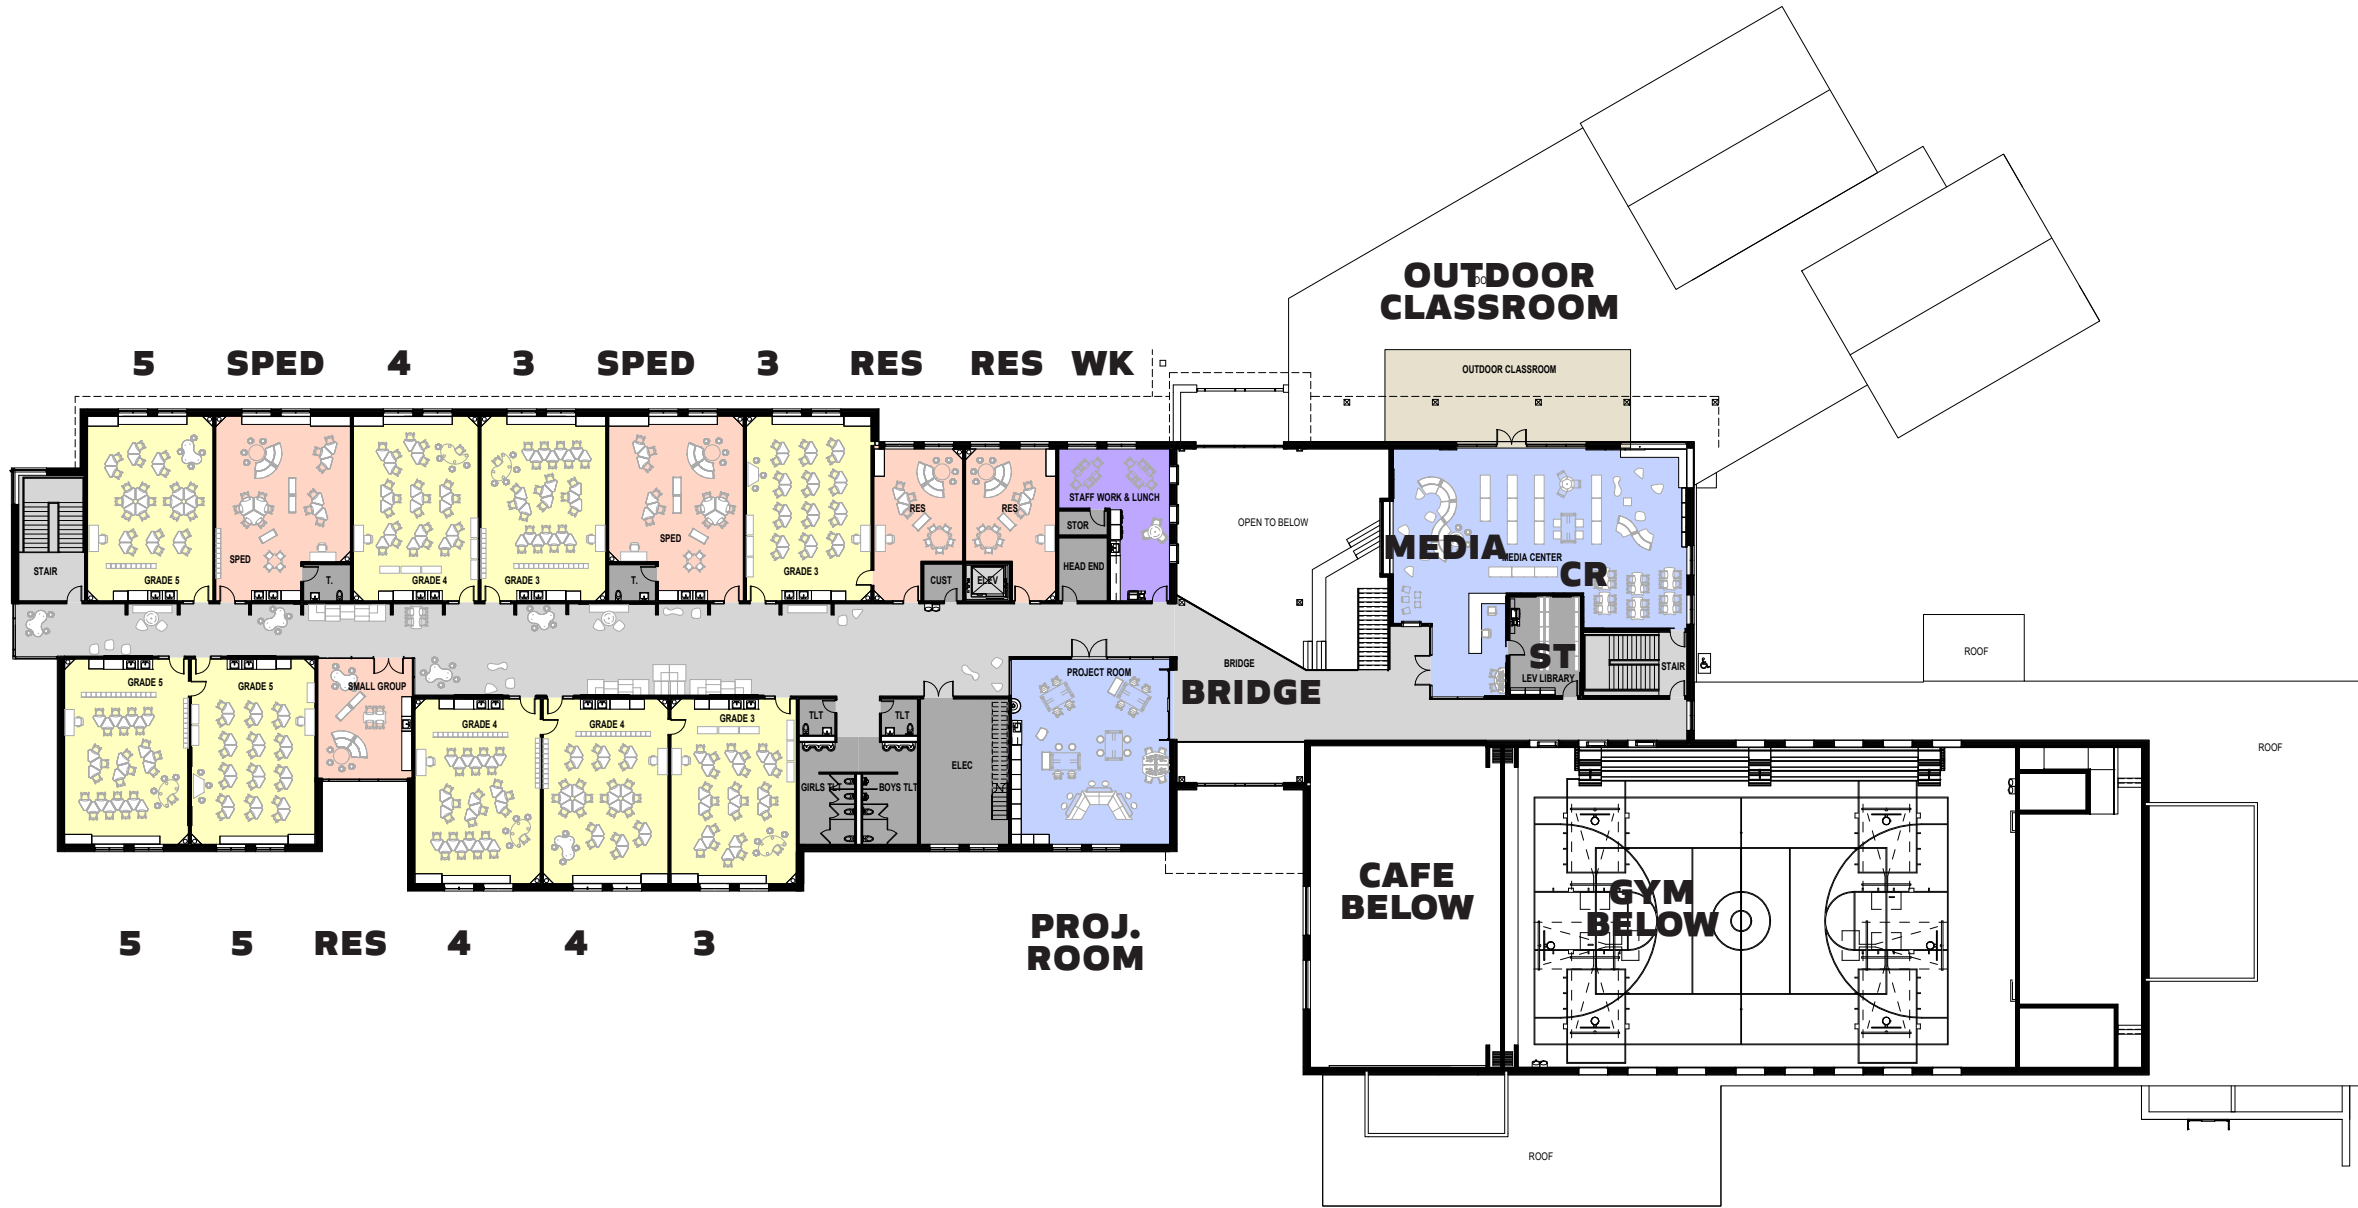 OUTDOOR
CLASSROOM
5 SPED 4 3 SPED 3 RES RES WK
OUTDOOR CLASSROOM
STAFF WORK & LUNCH
RES
RES
STOR
OPEN TO BELOW
SPED
SPED
MEDIA
MEDIA CENTER
STAIR
HEAD END
CR
GRADE 5
T.
GRADE 4
GRADE 3
T.
GRADE 3
CUST
ELEV
BRIDGE
ST
STAIR
LEV LIBRARY
ROOF
GRADE 5
GRADE 5
SMALL GROUP
PROJECT ROOM
BRIDGE
GRADE 4
GRADE 4
GRADE 3
TLT
TLT
ELEC
ROOF
GIRLS TLT
BOYS TLT
CAFE
BELOW
GYM
BELOW
5 5 RES 4 4 3
PROJ.
ROOM
ROOF